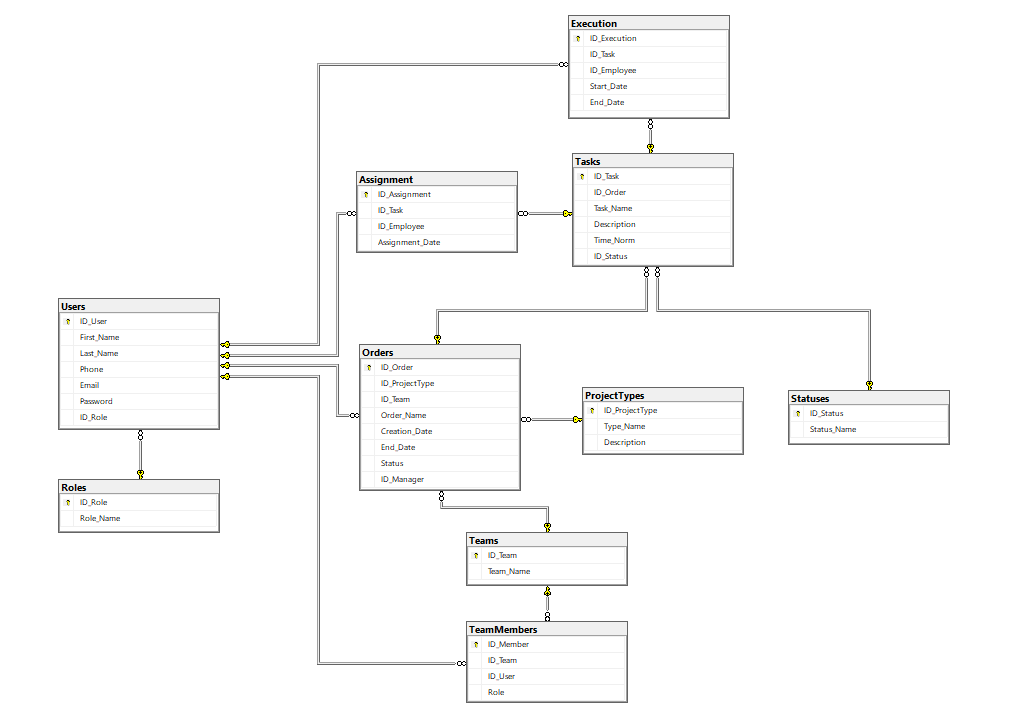 Execution
ID_Execution
ID_Task
ID_Employee
Start_Date
End_Date
Tasks
ID_Task
ID_Order
Task_Name
Description
Time_Norm
ID_Status
Assignment
ID_Assignment
ID_Task
ID_Employee
Assignment_Date
Users
ID_User
First_Name
Last_Name
Phone
Email
Password
ID_Role
Orders
ID_Order
ID_ProjectType
ID_Team
Order_Name
Creation_Date
End_Date
Status
ID_Manager
ProjectTypes
ID_ProjectType
Type_Name
Description
Statuses
ID_Status
Status_Name
Roles
ID_Role
Role_Name
Teams
ID_Team
Team_Name
TeamMembers
ID_Member
ID_Team
ID_User
Role